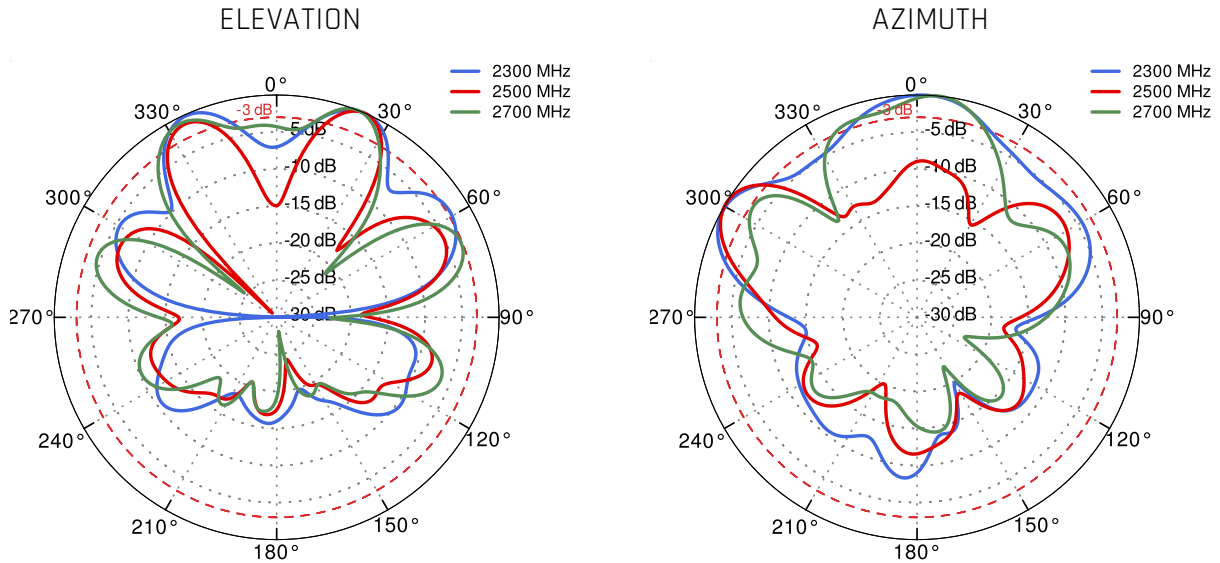 ELEVATION
2300 MHz
2500 MHz
2700 MHz
0°
30°
60°
90°
120°
150°
180°
210°
240°
270°
300°
330°
-3 dB
-5 dB
-10 dB
-15 dB
-20 dB
-25 dB
-30 dB
AZIMUTH
2300 MHz
2500 MHz
2700 MHz
0°
30°
60°
90°
120°
150°
180°
210°
240°
270°
300°
330°
-3 dB
-5 dB
-10 dB
-15 dB
-20 dB
-25 dB
-30 dB